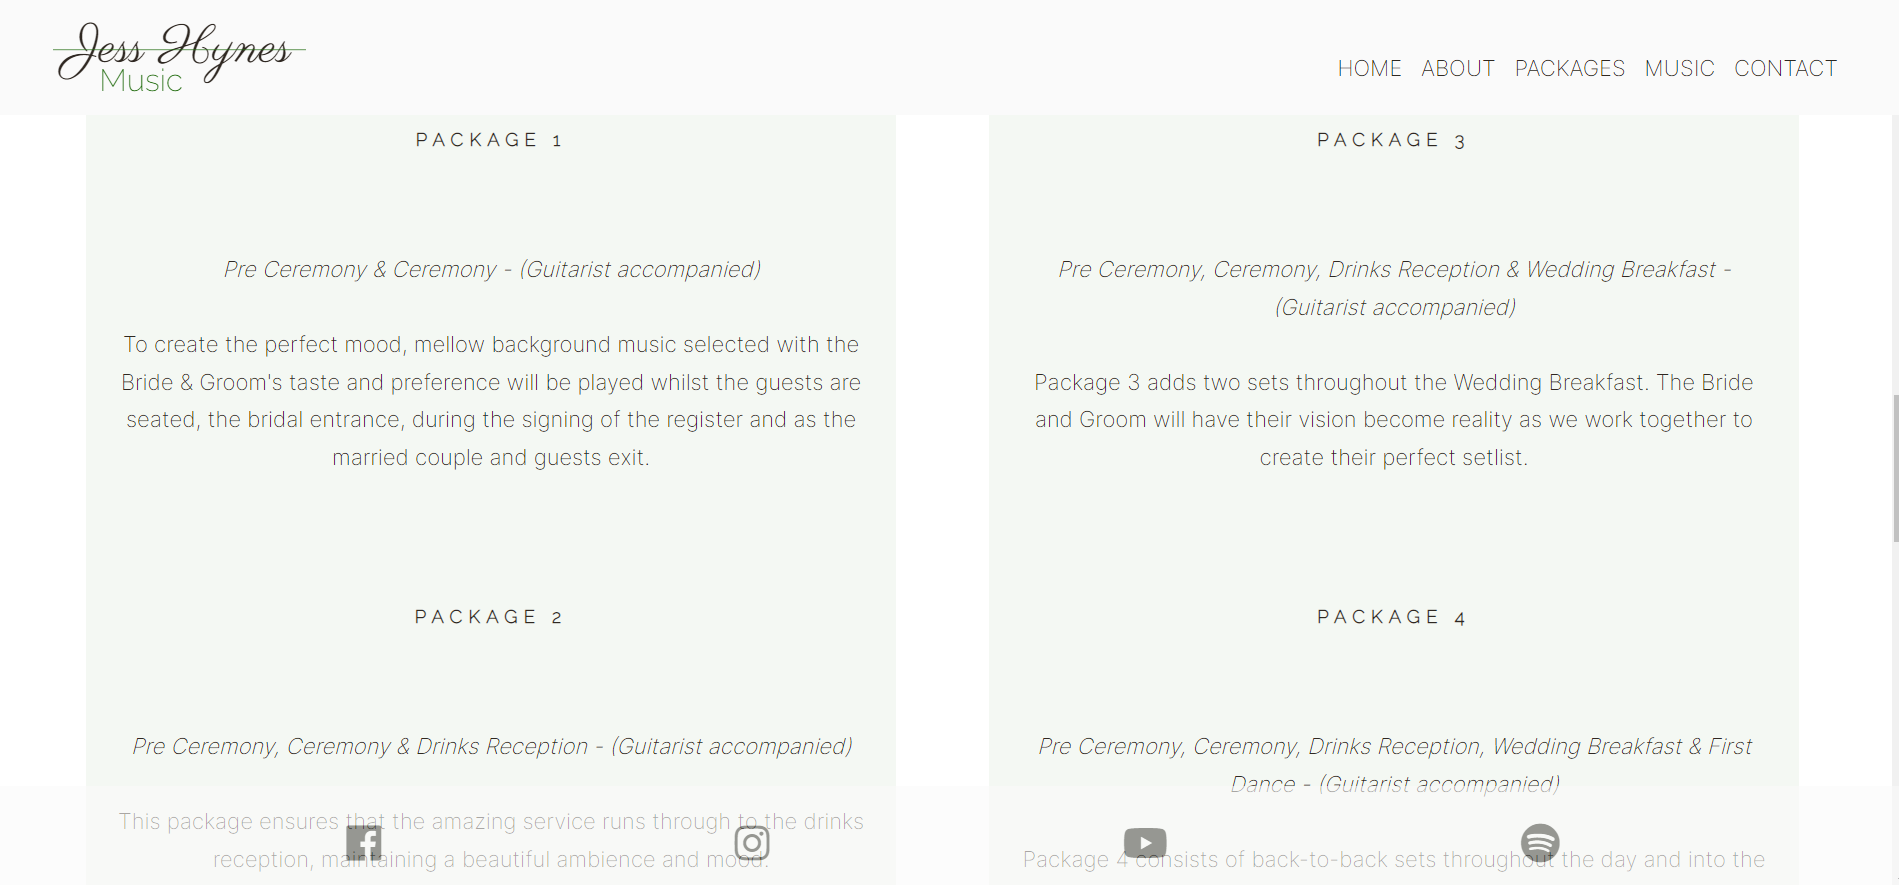 Jess Hynes
Music
HOME ABOUT PACKAGES MUSIC CONTACT
PACKAGE 1
Pre Ceremony & Ceremony - (Guitarist accompanied)
To create the perfect mood, mellow background music selected with the
Bride & Groom's taste and preference will be played whilst the guests are
seated, the bridal entrance, during the signing of the register and as the
married couple and guests exit.
PACKAGE 2
Pre Ceremony, Ceremony & Drinks Reception - (Guitarist accompanied)
This package ensures that the amazing service runs through to the drinks
reception, maintaining a beautiful ambience and mood.
PACKAGE 3
Pre Ceremony, Ceremony, Drinks Reception & Wedding Breakfast -
(Guitarist accompanied)
Package 3 adds two sets throughout the Wedding Breakfast. The Bride
and Groom will have their vision become reality as we work together to
create their perfect setlist.
PACKAGE 4
Pre Ceremony, Ceremony, Drinks Reception, Wedding Breakfast & First
Dance - (Guitarist accompanied)
Package 4 consists of back-to-back sets throughout the day and into the